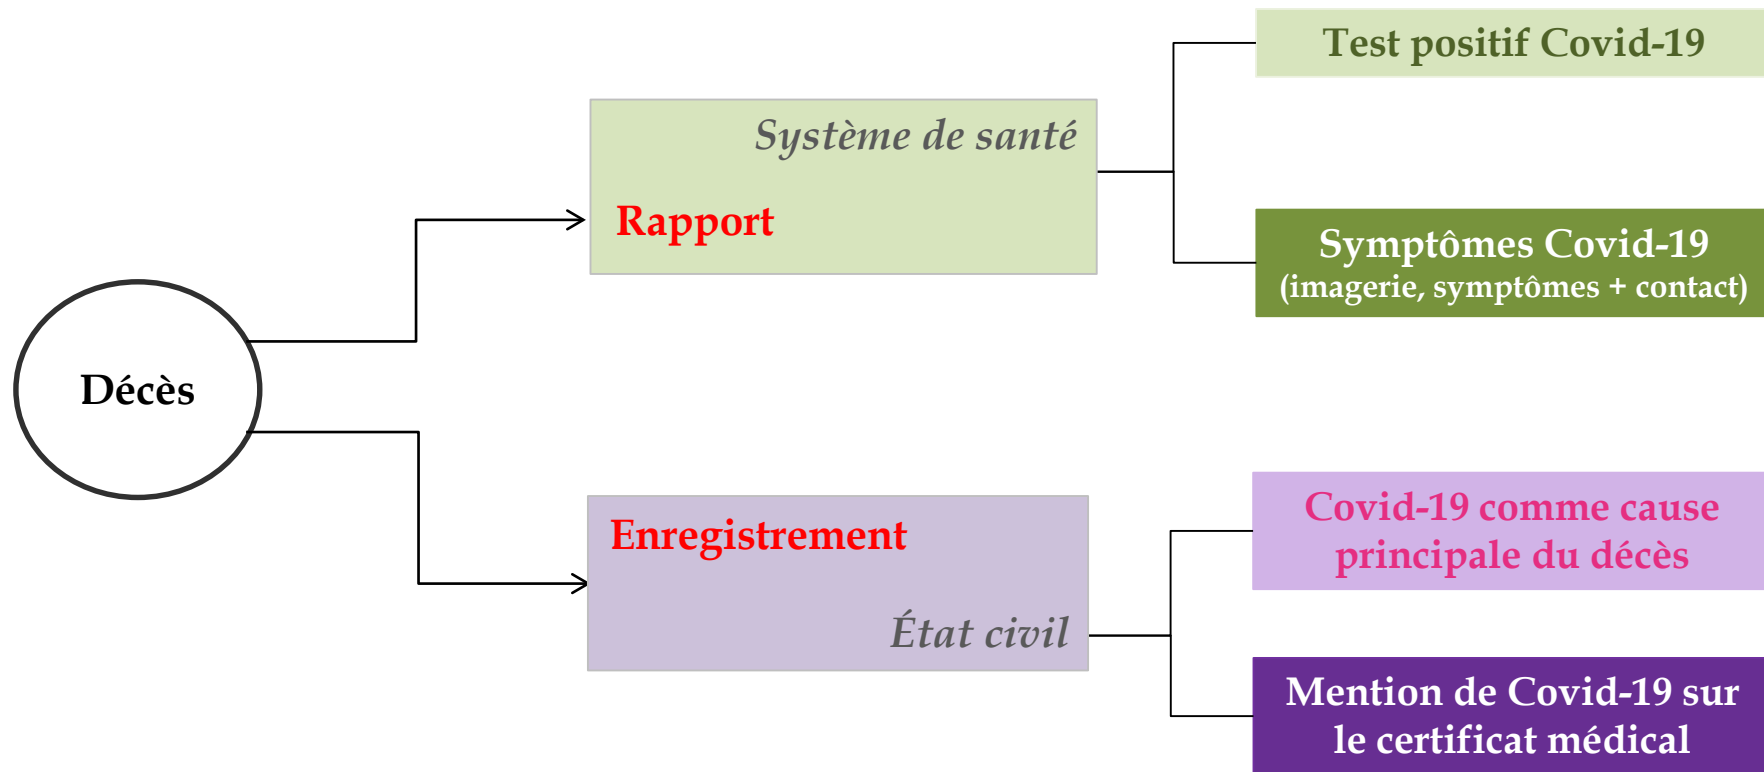 Test positif Covid-19
Système de santé
Rapport
Symptômes Covid-19
(imagerie, symptômes + contact)
Décès
Covid-19 comme cause
principale du décès
Enregistrement
État civil
Mention de Covid-19 sur
le certificat médical